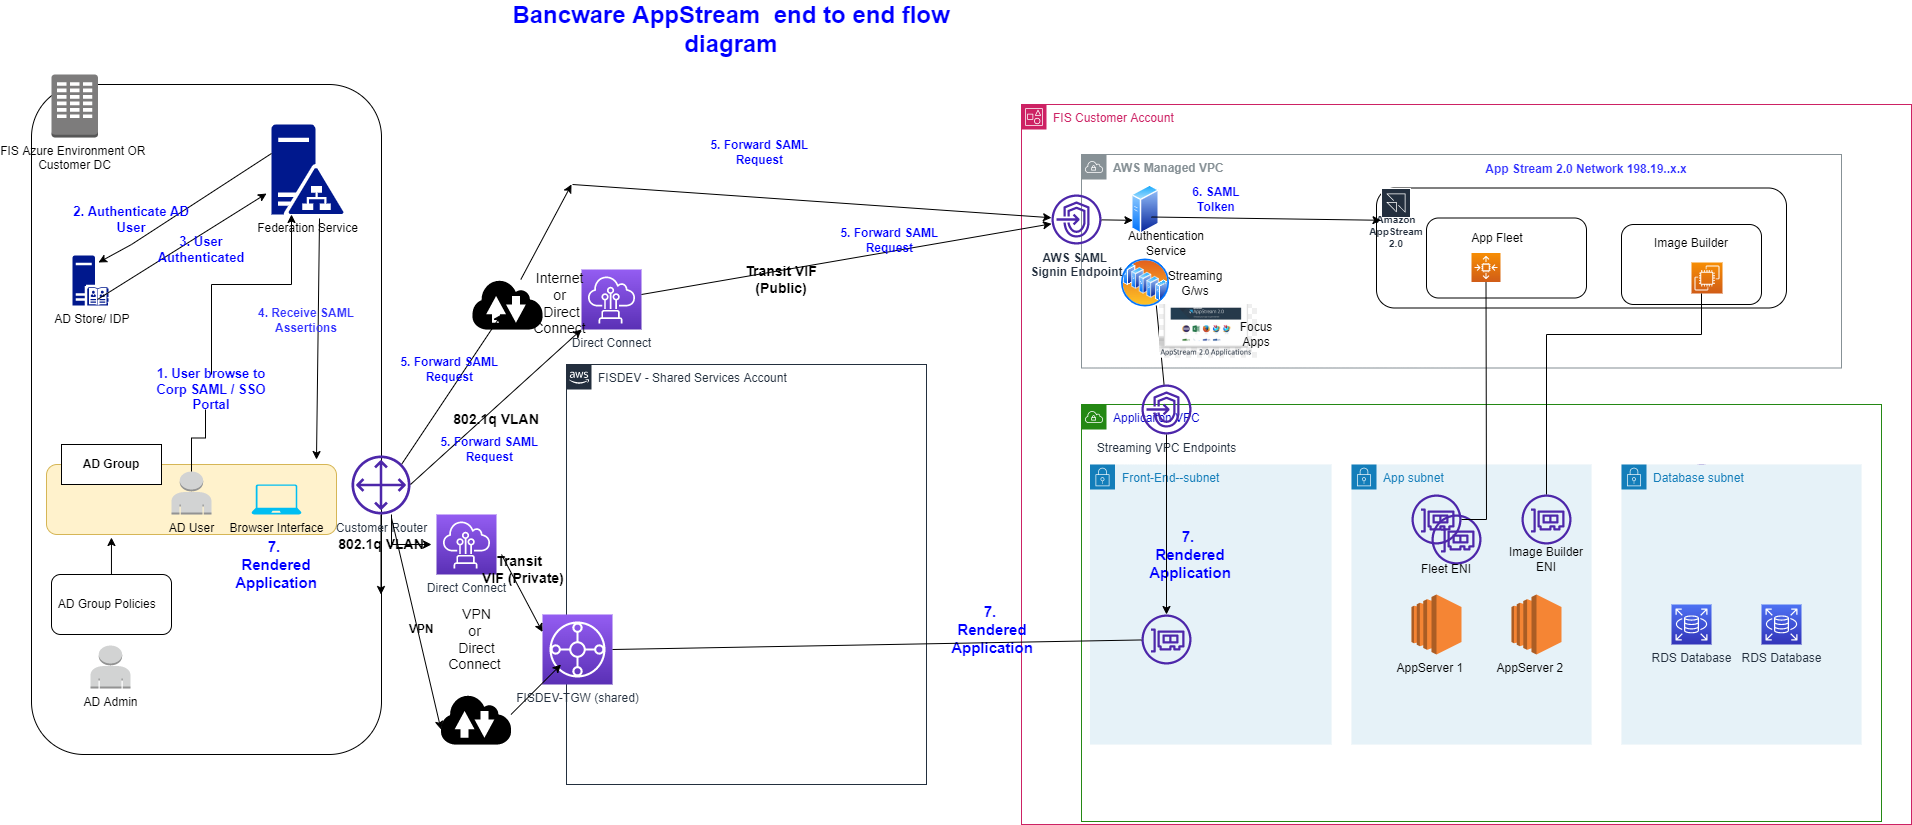 Bancware AppStream  end to end flow
diagram
FIS Azure Environment OR
Customer DC
Federation Service
2. Authenticate AD
User
3. User
Authenticated
AD Store/ IDP
4. Receive SAML
Assertions
1. User browse to
Corp SAML / SSO
Portal
AD Group
AD User
Browser Interface
7.
Rendered
Application
AD Group Policies
AD Admin
Customer Router
802.1q VLAN
5. Forward SAML
Request
802.1q VLAN
5. Forward SAML
Request
Internet
or
Direct
Connect
Direct Connect
5. Forward SAML
Request
Transit VIF
(Public)
5. Forward SAML
Request
Direct Connect
Transit
VIF (Private)
VPN
VPN
or
Direct
Connect
FISDEV-TGW (shared)
aws
FISDEV - Shared Services Account
7.
Rendered
Application
FIS Customer Account
AWS Managed VPC
App Stream 2.0 Network 198.19..x.x
AWS SAML
Signin Endpoint
Authentication
Service
6. SAML
Tolken
Amazon
AppStream
2.0
App Fleet
Image Builder
Streaming
G/ws
AppStream 2.0
Focus
Apps
AppStream 2.0 Applications
Application VPC
Streaming VPC Endpoints
Front-End--subnet
7.
Rendered
Application
App subnet
Fleet ENI
Image Builder
ENI
AppServer 1
AppServer 2
Database subnet
RDS Database
RDS Database